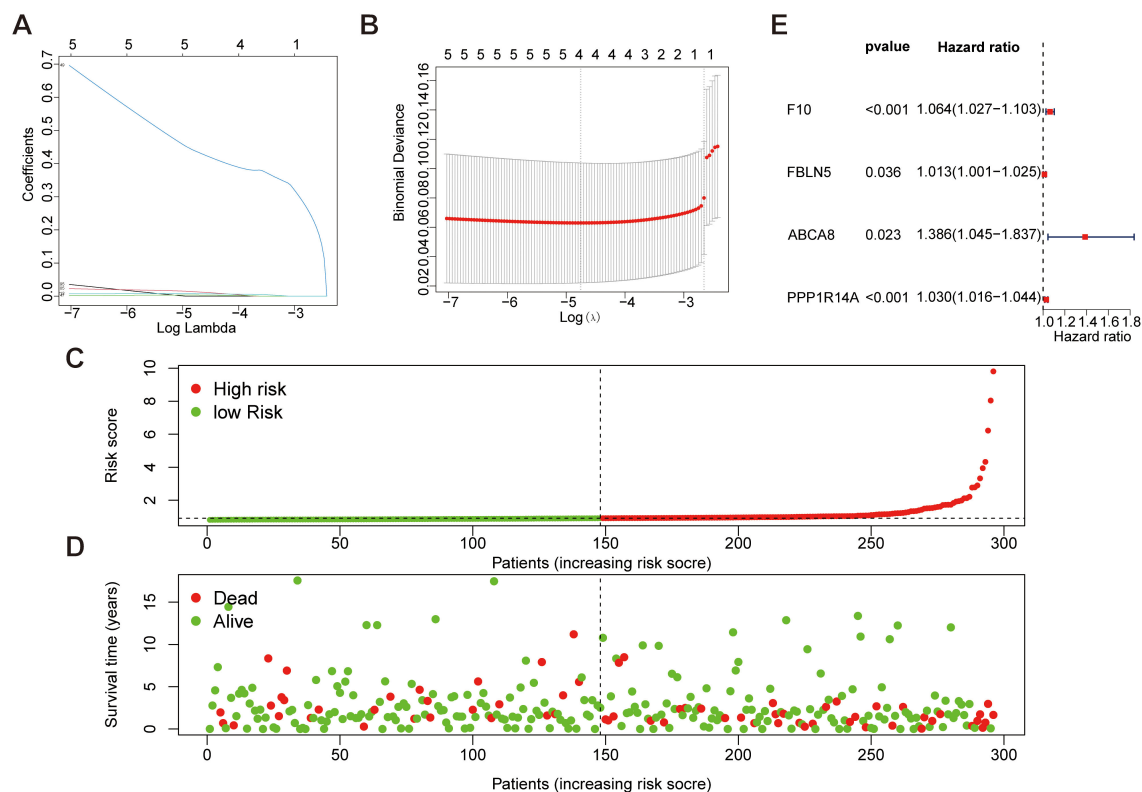 A
5 5 5 4 1
0.7
0.6
0.5
0.4
0.3
0.2
0.1
0.0
Coefficients
−7 −6 −5 −4 −3
Log Lambda
B
5 5 5 5 5 5 5 4 4 4 4 3 2 2 1 1
0.16
0.14
0.12
0.10
0.08
0.06
0.04
0.02
Binomial Deviance
−7 −6 −5 −4 −3
Log (λ)
E
pvalue Hazard ratio
F10 <0.001 1.064(1.027−1.103)
FBLN5 0.036 1.013(1.001−1.025)
ABCA8 0.023 1.386(1.045−1.837)
PPP1R14A <0.001 1.030(1.016−1.044)
1.0 1.2 1.4 1.6 1.8
Hazard ratio
C
High risk
low Risk
10
8
6
4
2
Risk score
0 50 100 150 200 250 300
Patients (increasing risk socre)
D
Dead
Alive
15
10
5
0
Survival time (years)
0 50 100 150 200 250 300
Patients (increasing risk socre)